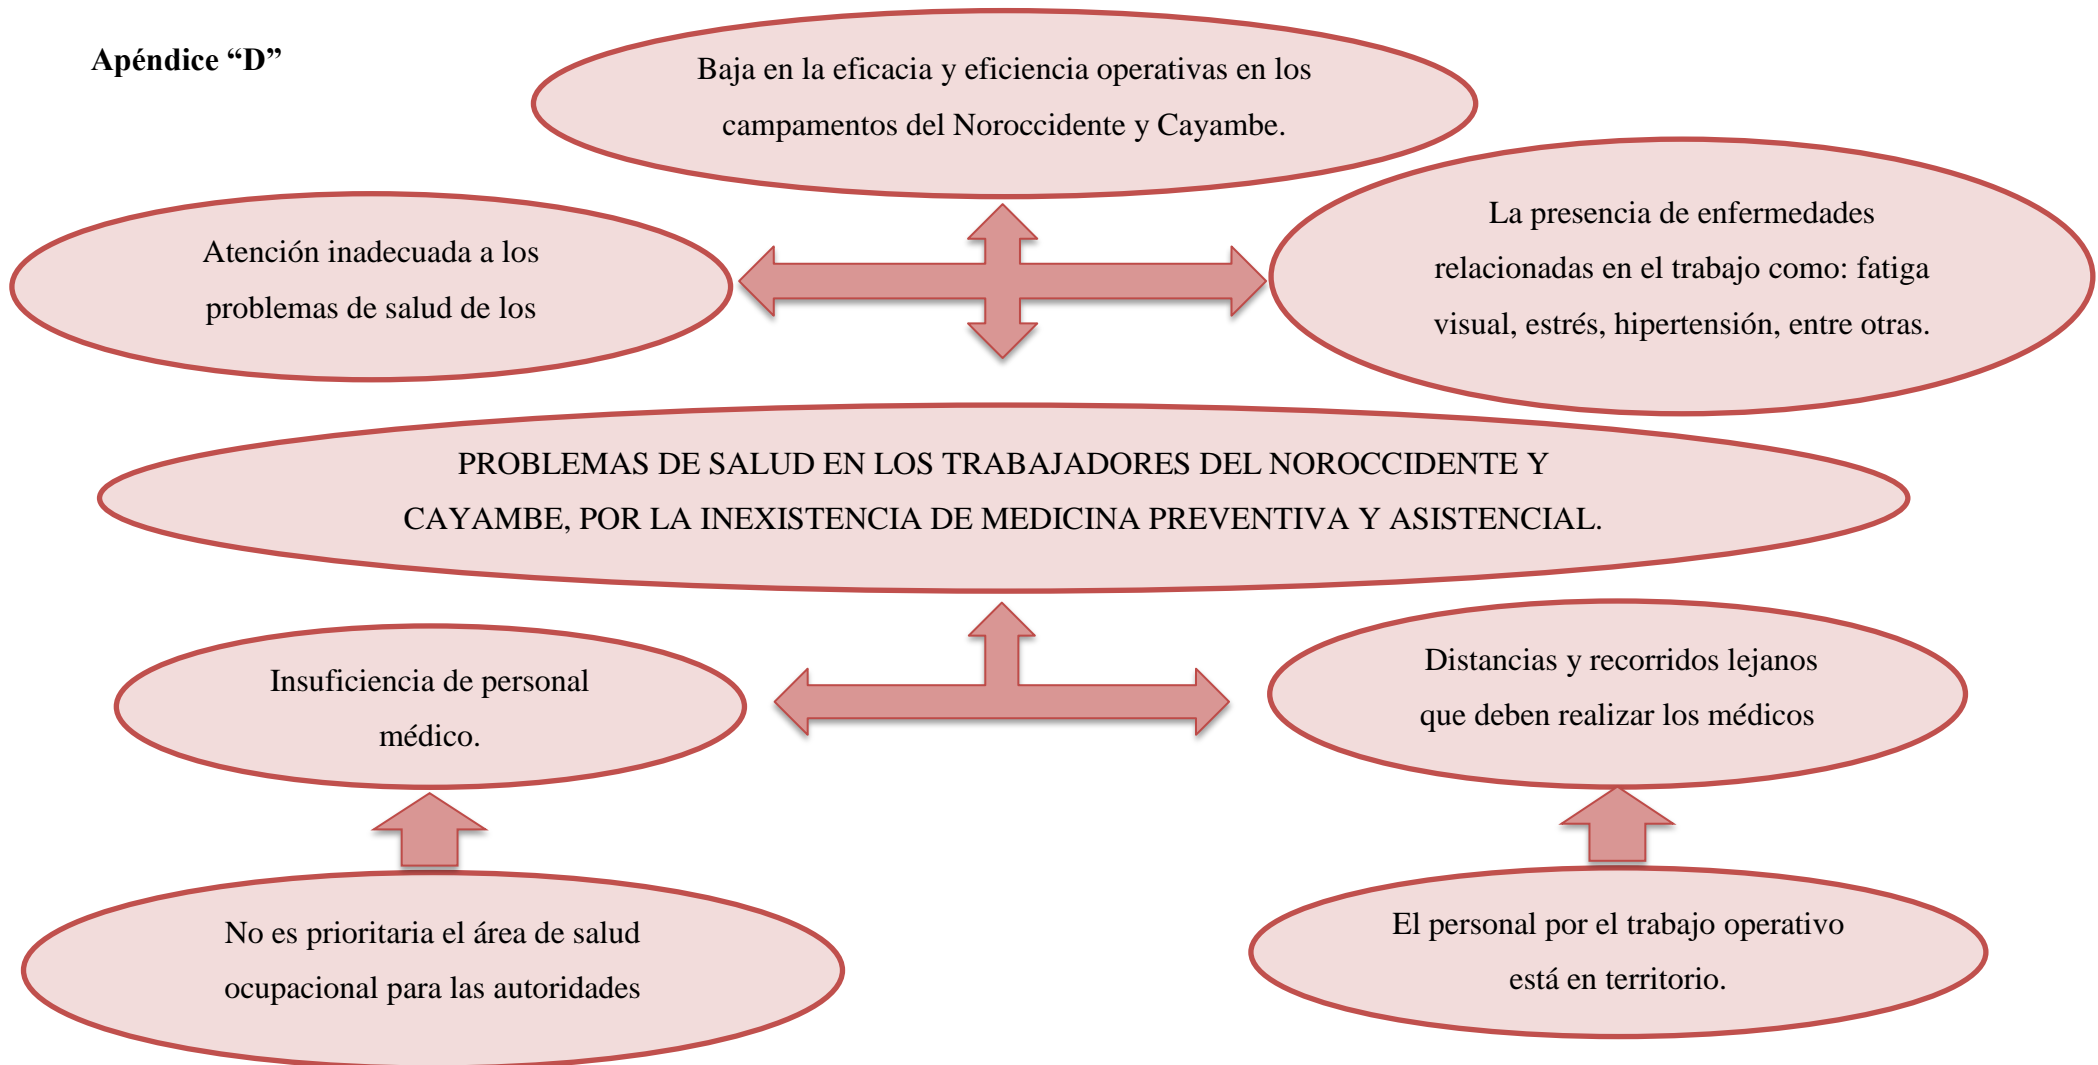 Apéndice “D”
Baja en la eficacia y eficiencia operativas en los
campamentos del Noroccidente y Cayambe.
Atención inadecuada a los
problemas de salud de los
La presencia de enfermedades
relacionadas en el trabajo como: fatiga
visual, estrés, hipertensión, entre otras.
PROBLEMAS DE SALUD EN LOS TRABAJADORES DEL NOROCCIDENTE Y
CAYAMBE, POR LA INEXISTENCIA DE MEDICINA PREVENTIVA Y ASISTENCIAL.
Insuficiencia de personal
médico.
Distancias y recorridos lejanos
que deben realizar los médicos
No es prioritaria el área de salud
ocupacional para las autoridades
El personal por el trabajo operativo
está en territorio.